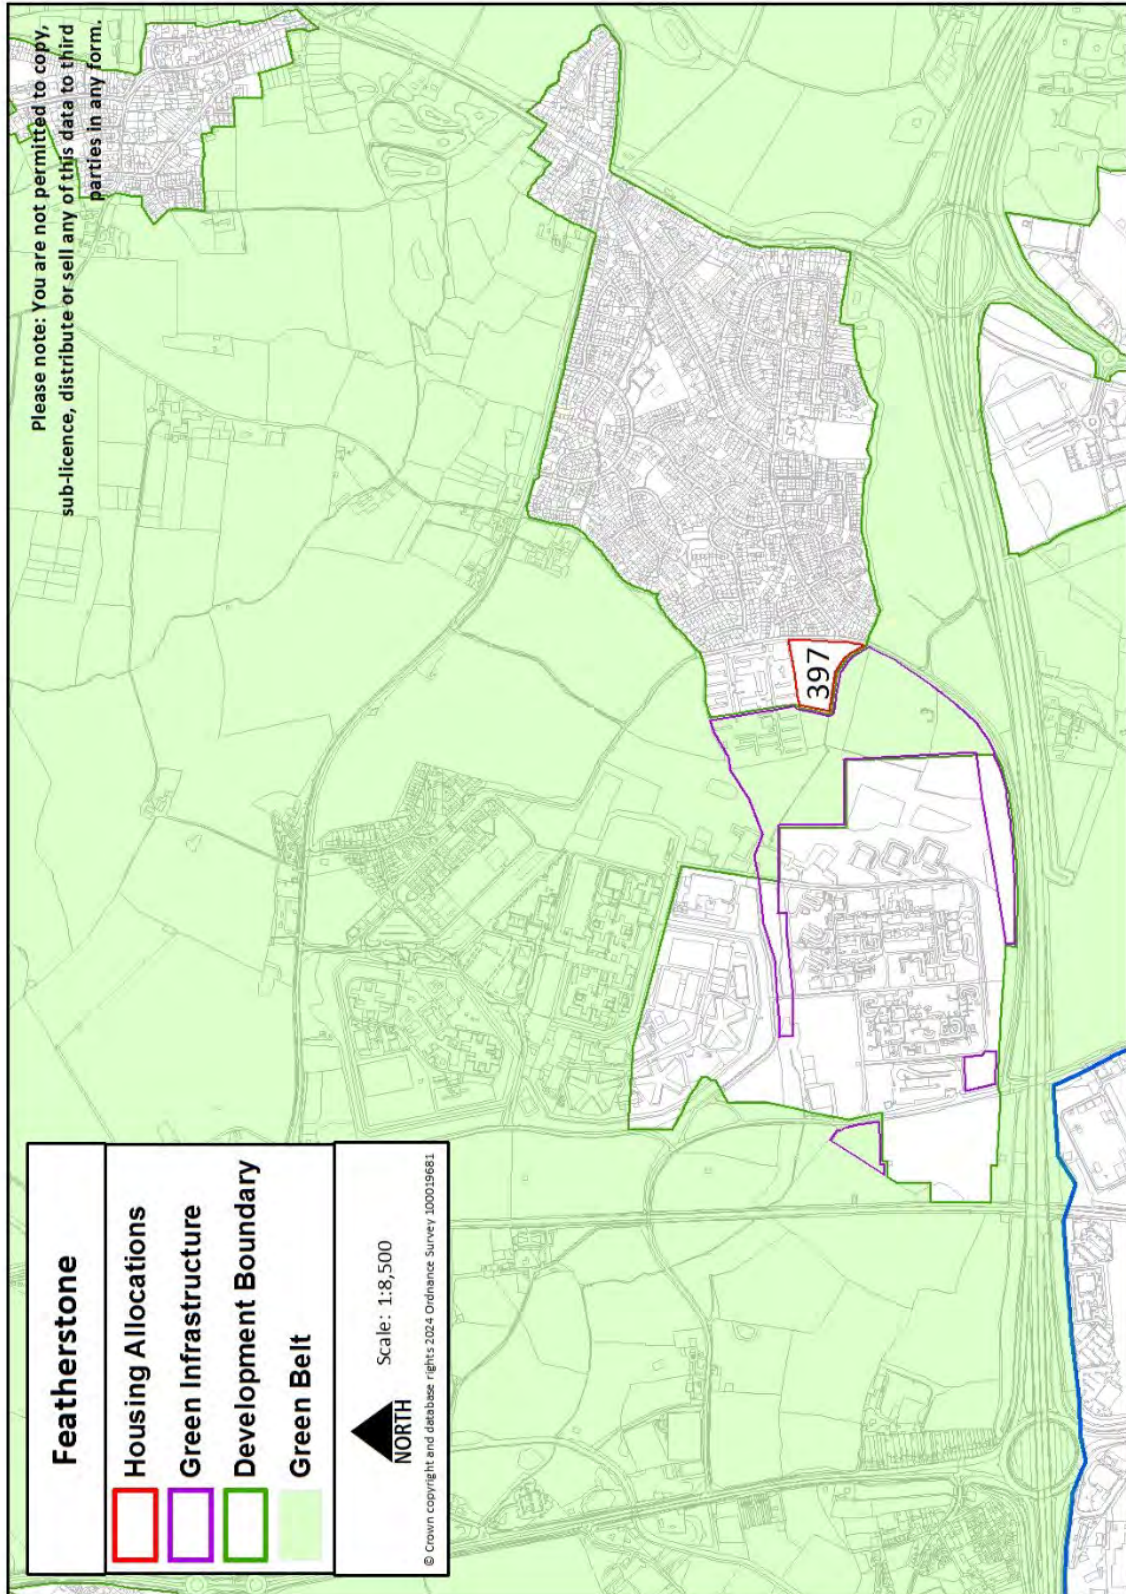 Please note: You are not permitted to copy,
sub-licence, distribute or sell any of this data to third
parties in any form.
Featherstone
Housing Allocations
Green Infrastructure
Development Boundary
Green Belt
NORTH
Scale: 1:8,500
© Crown copyright and database rights 2024 Ordnance Survey 100019681
397